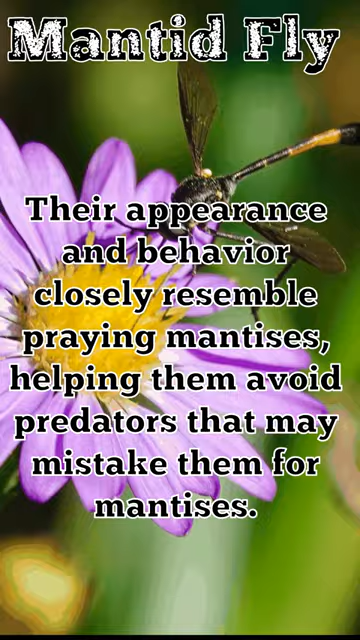 Mantid Fly
Their appearance
and behavior
closely resemble
praying mantises,
helping them avoid
predators that may
mistake them for
mantises.